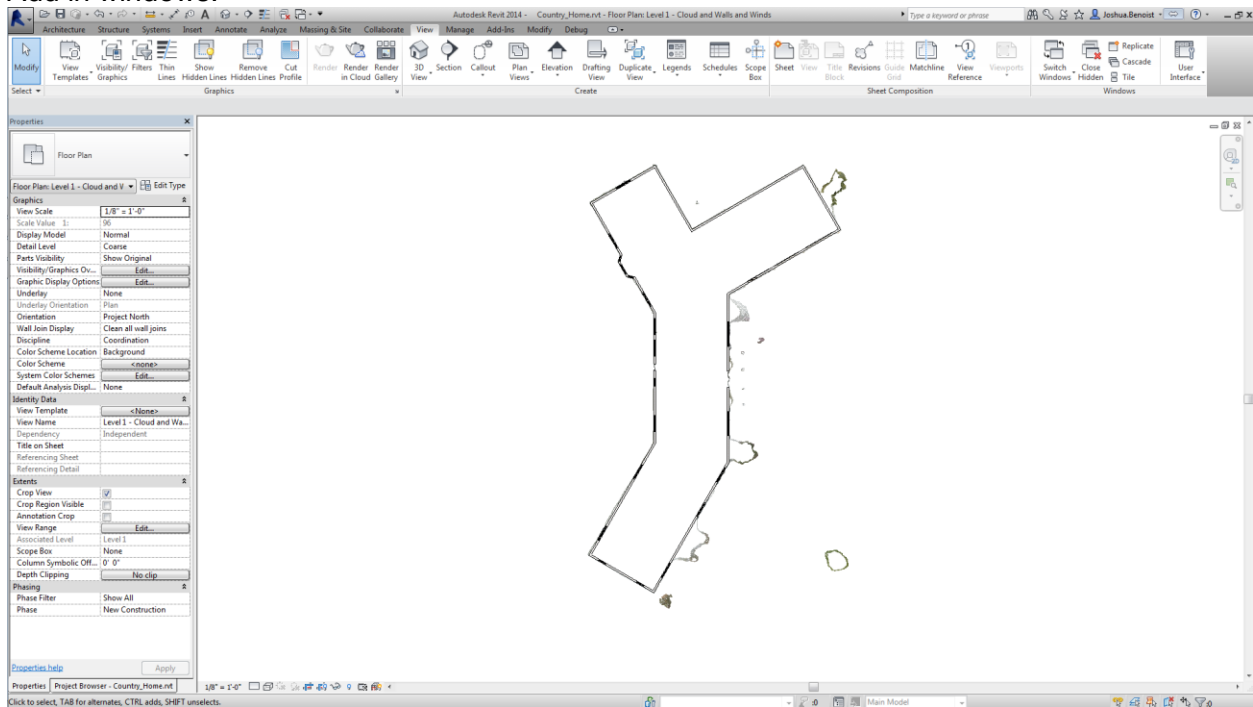 Add in windows.
Autodesk Revit 2014 - Country_Home.rvt - Floor Plan: Level 1 - Cloud and Walls and Winds
Type a keyword or phrase
Joshua.Benoist
Architecture Structure Systems Insert Annotate Analyze Massing & Site Collaborate View Manage Add-Ins Modify Debug
Modify View Templates Visibility/ Graphics Filters Thin Lines Show Hidden Lines Remove Hidden Lines Cut Profile Render Render in Cloud Render Gallery 3D View Section Callout Plan Views Elevation Drafting View Duplicate View Legends Schedules Scope Box Sheet View Title Block Revisions Guide Grid Matchline View Reference Viewports Switch Windows Close Hidden Replicate Cascade Tile User Interface
Select Graphics Create Sheet Composition Windows
Properties
Floor Plan
Floor Plan: Level 1 - Cloud and V Edit Type
Graphics
View Scale 1/8" = 1'-0"
Scale Value 1: 96
Display Model Normal
Detail Level Coarse
Parts Visibility Show Original
Visibility/Graphics Ov... Edit...
Graphic Display Options Edit...
Underlay None
Underlay Orientation Plan
Orientation Project North
Wall Join Display Clean all wall joins
Discipline Coordination
Color Scheme Location Background
Color Scheme <none>
System Color Schemes Edit...
Default Analysis Displ... None
Identity Data
View Template <None>
View Name Level 1 - Cloud and Wa...
Dependency Independent
Title on Sheet
Referencing Sheet
Referencing Detail
Extents
Crop View
Crop Region Visible
Annotation Crop
View Range Edit...
Associated Level Level 1
Scope Box None
Column Symbolic Off... 0' 0"
Depth Clipping No clip
Phasing
Phase Filter Show All
Phase New Construction
Properties help Apply
Properties Project Browser - Country_Home.rvt 1/8" = 1'-0"
Click to select, TAB for alternates, CTRL adds, SHIFT unselects. :0 Main Model :0